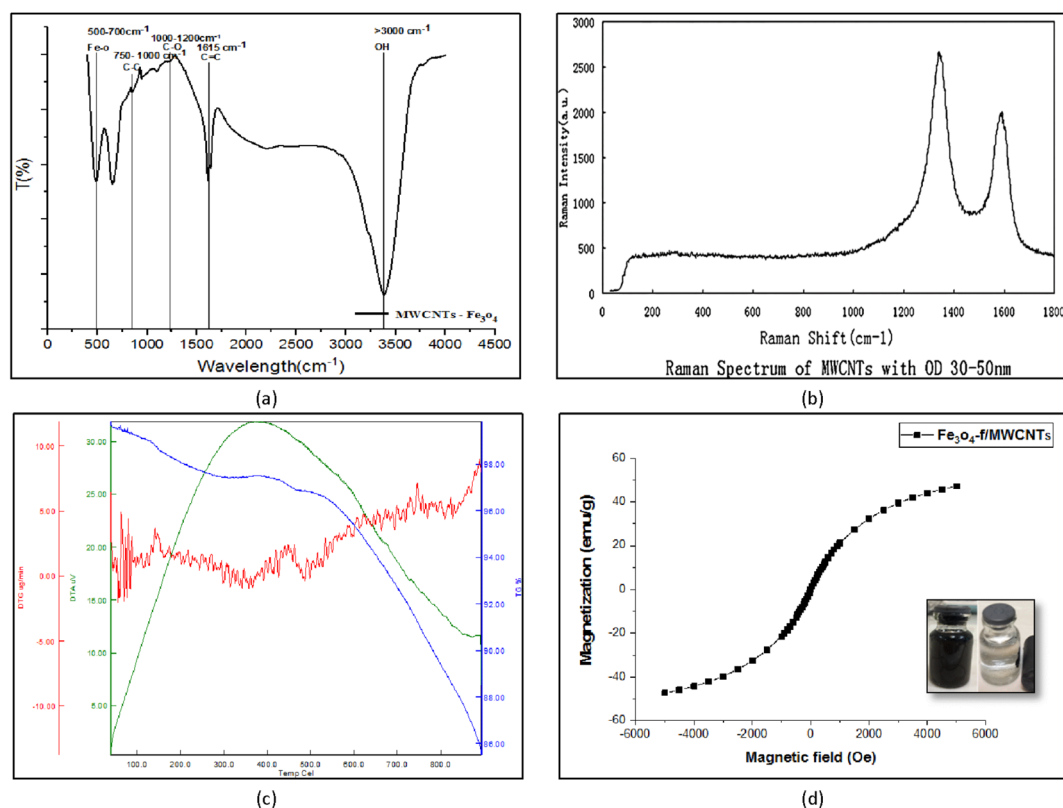 500-700cm-1
Fe-o
750- 1000 cm-1
C-C
1000-1200cm-1
C-O
1615 cm-1
C=C
>3000 cm-1
OH
T(%)
MWCNTs - Fe3o4
0 500 1000 1500 2000 2500 3000 3500 4000 4500
Wavelength(cm-1)
(a)
3000
2500
2000
1500
1000
500
0
Raman Intensity(a.u.)
0 200 400 600 800 1000 1200 1400 1600 1800
Raman Shift(cm-1)
Raman Spectrum of MWCNTs with OD 30-50nm
(b)
10.00
5.00
0.00
-5.00
-10.00
DTG ug/min
30.00
25.00
20.00
15.00
10.00
5.00
DTA uV
98.00
96.00
94.00
92.00
90.00
88.00
86.00
TG %
100.0 200.0 300.0 400.0 500.0 600.0 700.0 800.0
Temp Cel
(c)
Fe3o4-f/MWCNTs
60
40
20
0
-20
-40
-60
Magnetization (emu/g)
-6000 -4000 -2000 0 2000 4000 6000
Magnetic field (Oe)
(d)